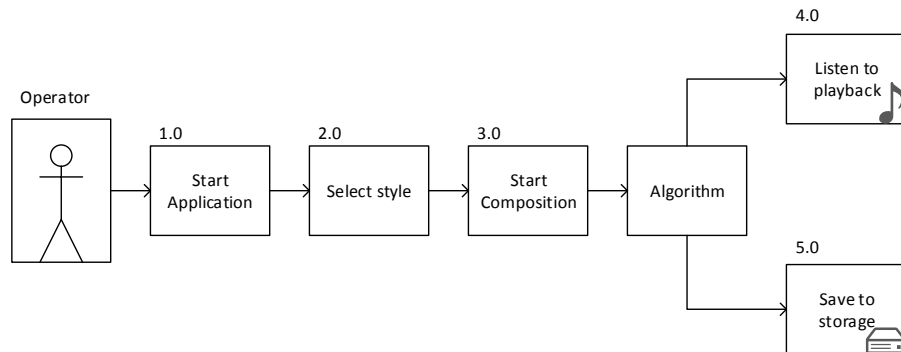 Operator
1.0
Start
Application
2.0
Select style
3.0
Start
Composition
Algorithm
4.0
Listen to
playback
5.0
Save to
storage